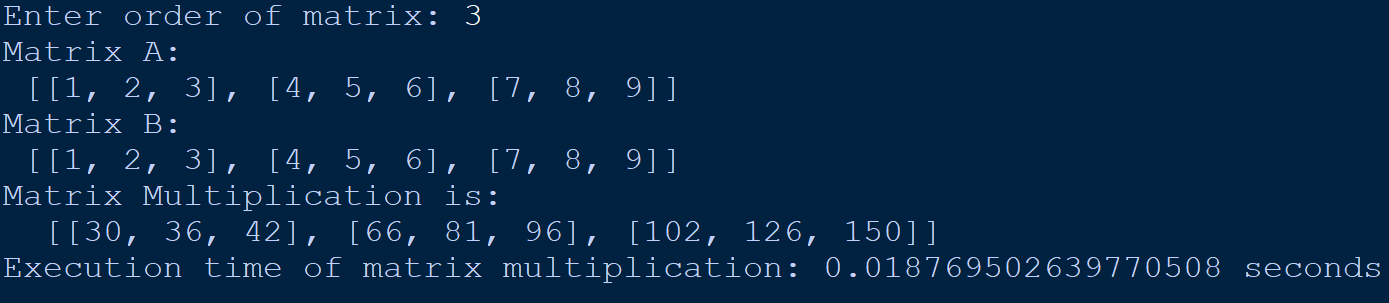 Enter order of matrix: 3
Matrix A:
[[1, 2, 3], [4, 5, 6], [7, 8, 9]]
Matrix B:
[[1, 2, 3], [4, 5, 6], [7, 8, 9]]
Matrix Multiplication is:
[[30, 36, 42], [66, 81, 96], [102, 126, 150]]
Execution time of matrix multiplication: 0.018769502639770508 seconds